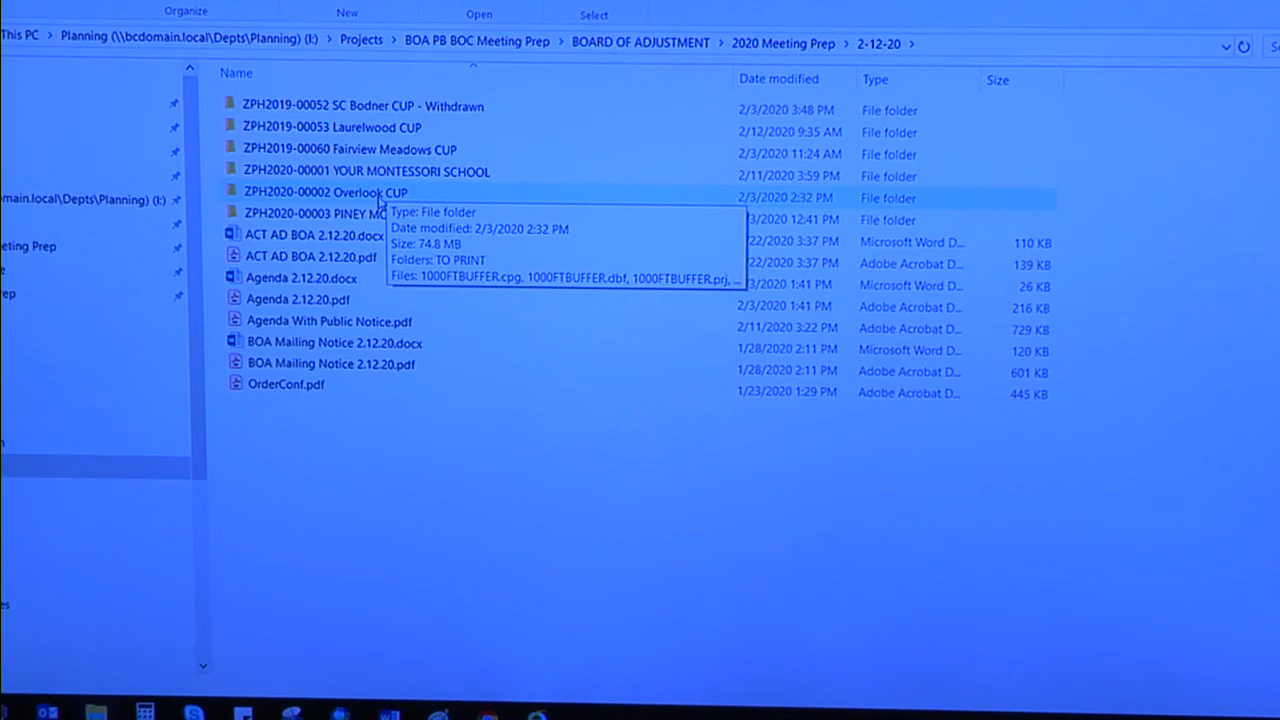 Organize New Open Select
This PC > Planning (\\bcdomain.local\Depts\Planning) (I:) > Projects > BOA PB BOC Meeting Prep > BOARD OF ADJUSTMENT > 2020 Meeting Prep > 2-12-20 >
Name Date modified Type Size
ZPH2019-00052 SC Bodner CUP - Withdrawn 2/3/2020 3:48 PM File folder
ZPH2019-00053 Laurelwood CUP 2/12/2020 9:35 AM File folder
ZPH2019-00060 Fairview Meadows CUP 2/3/2020 11:24 AM File folder
ZPH2020-00001 YOUR MONTESSORI SCHOOL 2/11/2020 3:59 PM File folder
main.local\Depts\Planning) (I:) ZPH2020-00002 Overlook CUP 2/3/2020 2:32 PM File folder
ZPH2020-00003 PINEY MO /3/2020 12:41 PM File folder
Type: File folder
Date modified: 2/3/2020 2:32 PM
Size: 74.8 MB
Folders: TO PRINT
Files: 1000FTBUFFER.cpg, 1000FTBUFFER.dbf, 1000FTBUFFER.prj, ...
eeting Prep ACT AD BOA 2.12.20.docx /22/2020 3:37 PM Microsoft Word D... 110 KB
ACT AD BOA 2.12.20.pdf /22/2020 3:37 PM Adobe Acrobat D... 139 KB
Agenda 2.12.20.docx /3/2020 1:41 PM Microsoft Word D... 26 KB
ep Agenda 2.12.20.pdf 2/3/2020 1:41 PM Adobe Acrobat D... 216 KB
Agenda With Public Notice.pdf 2/11/2020 3:22 PM Adobe Acrobat D... 729 KB
BOA Mailing Notice 2.12.20.docx 1/28/2020 2:11 PM Microsoft Word D... 120 KB
BOA Mailing Notice 2.12.20.pdf 1/28/2020 2:11 PM Adobe Acrobat D... 601 KB
OrderConf.pdf 1/23/2020 1:29 PM Adobe Acrobat D... 445 KB
es